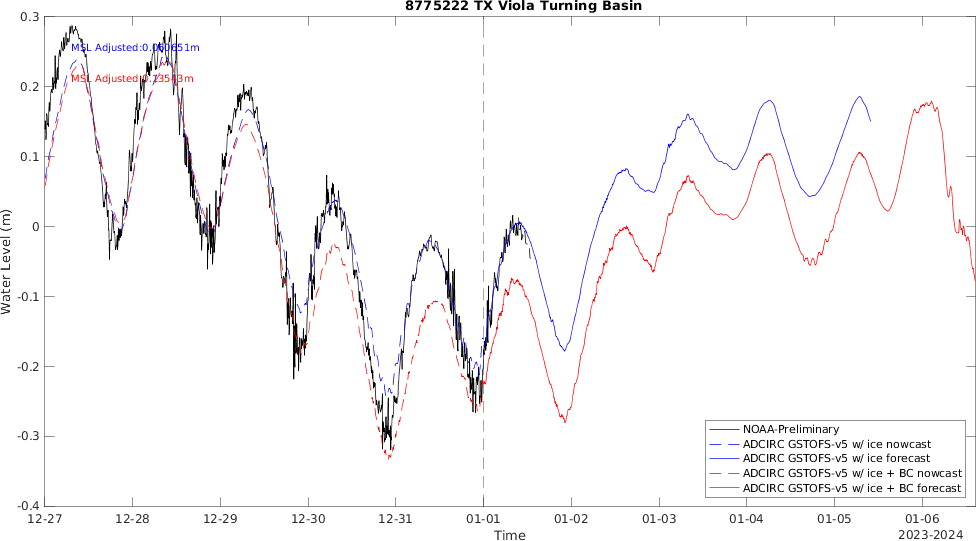 8775222 TX Viola Turning Basin
MSL Adjusted:0.060651m
MSL Adjusted:0.13543m
Water Level (m)
0.3
0.2
0.1
0
-0.1
-0.2
-0.3
-0.4
NOAA-Preliminary
ADCIRC GSTOFS-v5 w/ ice nowcast
ADCIRC GSTOFS-v5 w/ ice forecast
ADCIRC GSTOFS-v5 w/ ice + BC nowcast
ADCIRC GSTOFS-v5 w/ ice + BC forecast
12-27 12-28 12-29 12-30 12-31 01-01 01-02 01-03 01-04 01-05 01-06
Time
2023-2024